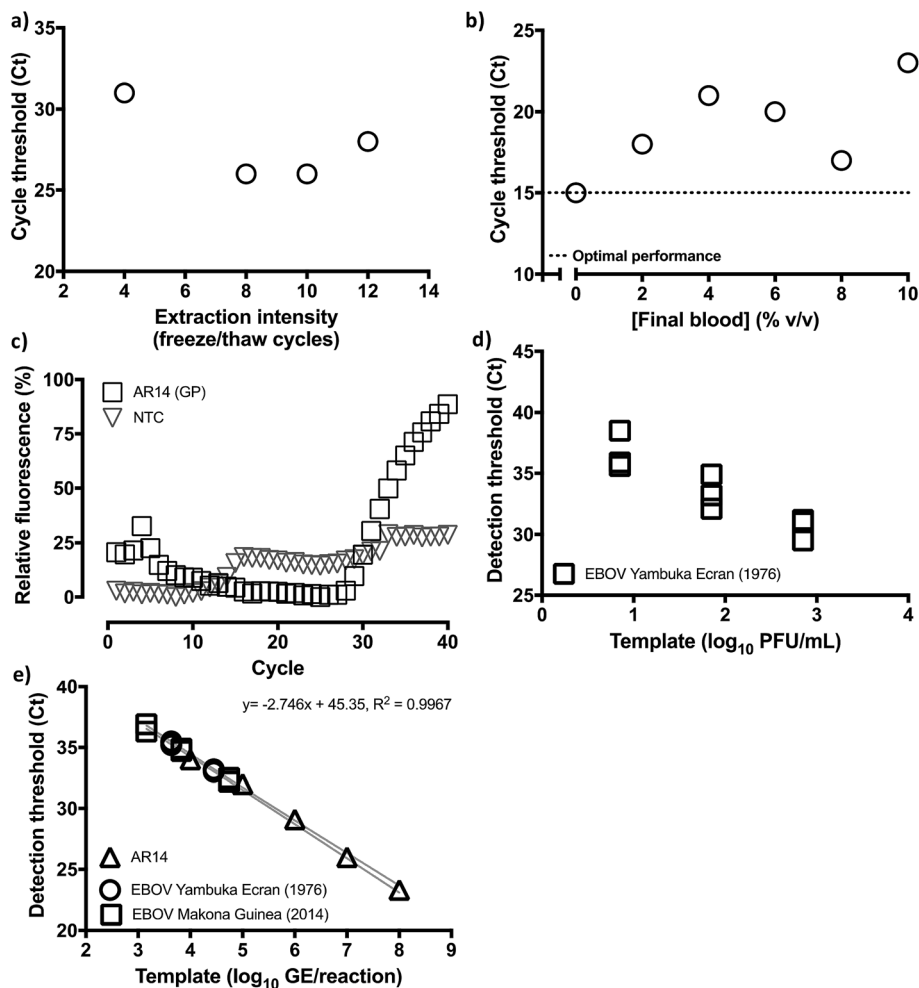 a)
Cycle threshold (Ct)
35
30
25
20
2 4 6 8 10 12 14
Extraction intensity
(freeze/thaw cycles)
b)
Cycle threshold (Ct)
25
20
15
10
Optimal performance
0 2 4 6 8 10
[Final blood] (% v/v)
c)
Relative fluorescence (%)
100
75
50
25
0
AR14 (GP)
NTC
0 10 20 30 40
Cycle
d)
Detection threshold (Ct)
45
40
35
30
25
EBOV Yambuka Ecran (1976)
0 1 2 3 4
Template (log10 PFU/mL)
e)
Detection threshold (Ct)
40
35
30
25
20
y= -2.746x + 45.35, R2 = 0.9967
AR14
EBOV Yambuka Ecran (1976)
EBOV Makona Guinea (2014)
2 3 4 5 6 7 8 9
Template (log10 GE/reaction)